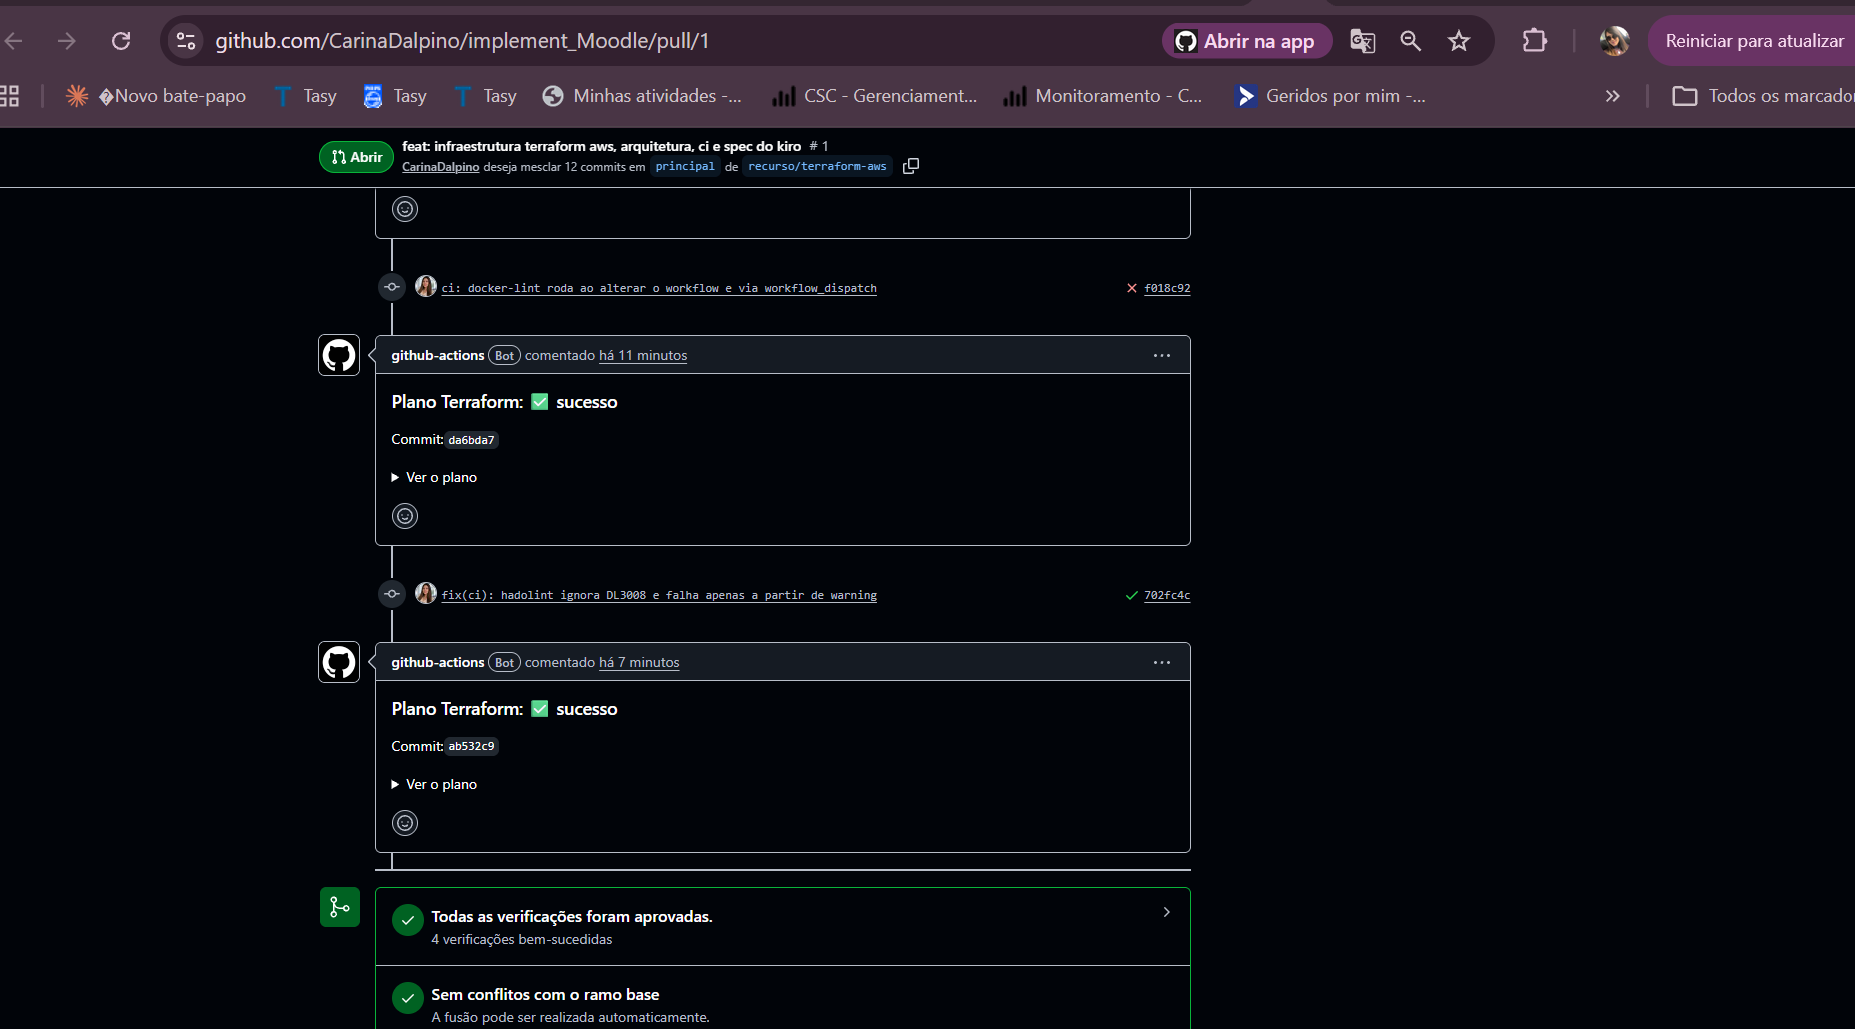 github.com/CarinaDalpino/implement_Moodle/pull/1
Abrir na app
Reiniciar para atualizar
�Novo bate-papo
Tasy
Tasy
Tasy
Minhas atividades -...
CSC - Gerenciament...
Monitoramento - C...
Geridos por mim -...
»
Todos os marcador
Abrir
feat: infraestrutura terraform aws, arquitetura, ci e spec do kiro # 1
CarinaDalpino deseja mesclar 12 commits em principal de recurso/terraform-aws
ci: docker-lint roda ao alterar o workflow e via workflow_dispatch
f018c92
github-actions Bot comentado há 11 minutos
Plano Terraform: ✅ sucesso
Commit: da6bda7
Ver o plano
fix(ci): hadolint ignora DL3008 e falha apenas a partir de warning
702fc4c
github-actions Bot comentado há 7 minutos
Plano Terraform: ✅ sucesso
Commit: ab532c9
Ver o plano
Todas as verificações foram aprovadas.
4 verificações bem-sucedidas
Sem conflitos com o ramo base
A fusão pode ser realizada automaticamente.